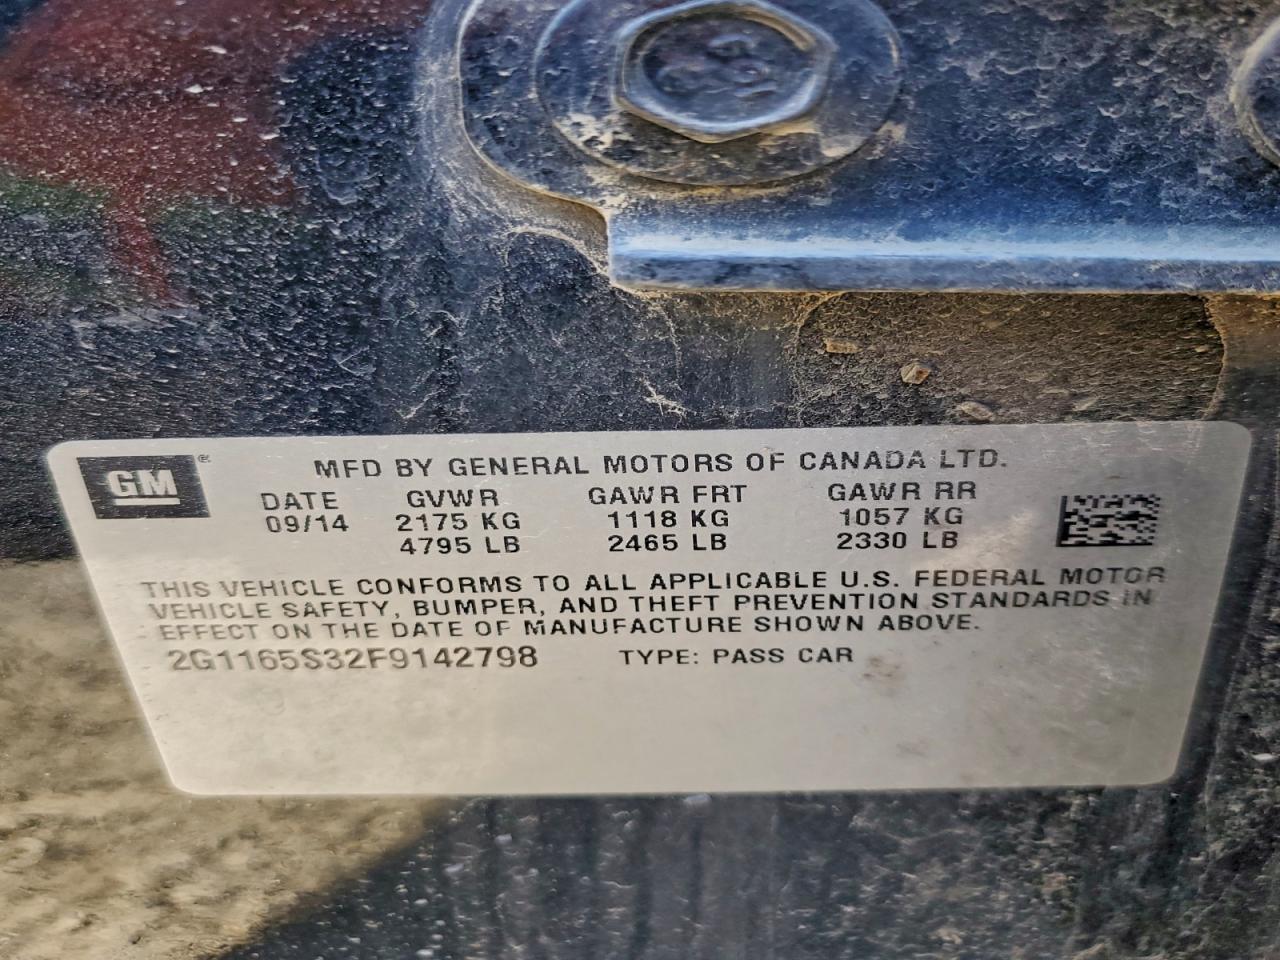 GM®
MFD BY GENERAL MOTORS OF CANADA LTD.
DATE GVWR GAWR FRT GAWR RR
09/14 2175 KG 1118 KG 1057 KG
4795 LB 2465 LB 2330 LB
THIS VEHICLE CONFORMS TO ALL APPLICABLE U.S. FEDERAL MOTOR
VEHICLE SAFETY, BUMPER, AND THEFT PREVENTION STANDARDS IN
EFFECT ON THE DATE OF MANUFACTURE SHOWN ABOVE.
2G1165S32F9142798 TYPE: PASS CAR